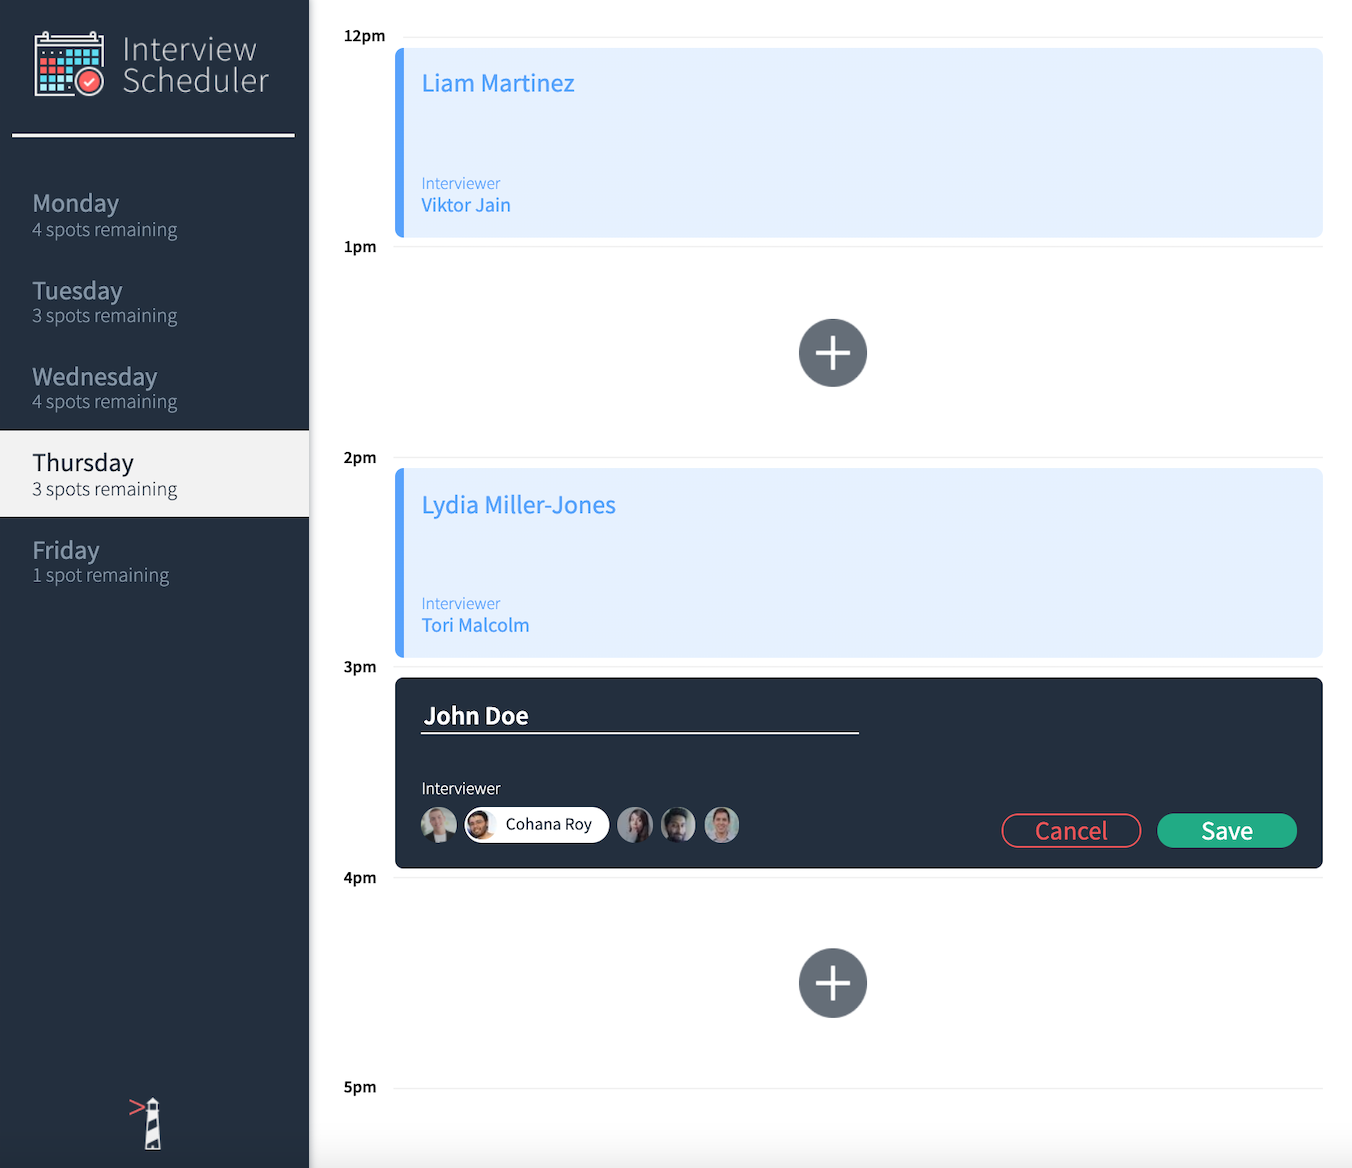 Interview
Scheduler
Monday
4 spots remaining
Tuesday
3 spots remaining
Wednesday
4 spots remaining
Thursday
3 spots remaining
Friday
1 spot remaining
12pm
Liam Martinez
Interviewer
Viktor Jain
1pm
2pm
Lydia Miller-Jones
Interviewer
Tori Malcolm
3pm
John Doe
Interviewer
Cohana Roy
Cancel
Save
4pm
5pm